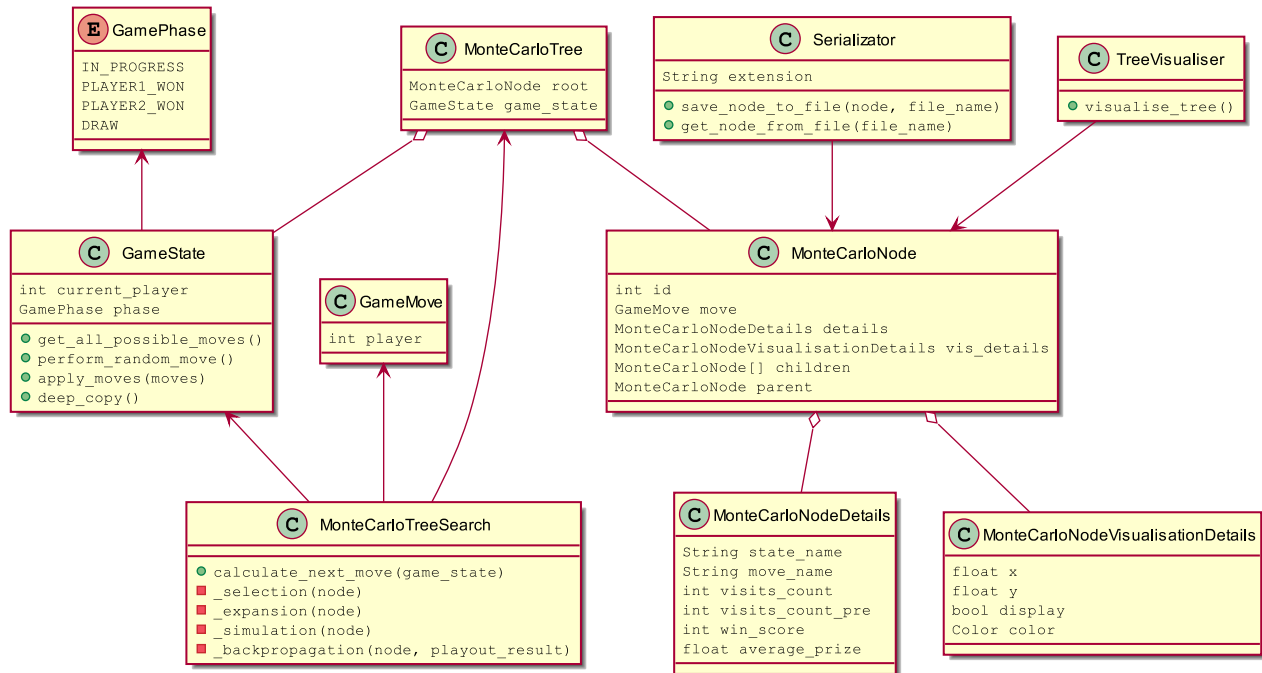 E GamePhase
IN_PROGRESS
PLAYER1_WON
PLAYER2_WON
DRAW
C MonteCarloTree
MonteCarloNode root
GameState game_state
C Serializator
String extension
save_node_to_file(node, file_name)
get_node_from_file(file_name)
C TreeVisualiser
visualise_tree()
C GameState
int current_player
GamePhase phase
get_all_possible_moves()
perform_random_move()
apply_moves(moves)
deep_copy()
C GameMove
int player
C MonteCarloNode
int id
GameMove move
MonteCarloNodeDetails details
MonteCarloNodeVisualisationDetails vis_details
MonteCarloNode[] children
MonteCarloNode parent
C MonteCarloTreeSearch
calculate_next_move(game_state)
_selection(node)
_expansion(node)
_simulation(node)
_backpropagation(node, playout_result)
C MonteCarloNodeDetails
String state_name
String move_name
int visits_count
int visits_count_pre
int win_score
float average_prize
C MonteCarloNodeVisualisationDetails
float x
float y
bool display
Color color